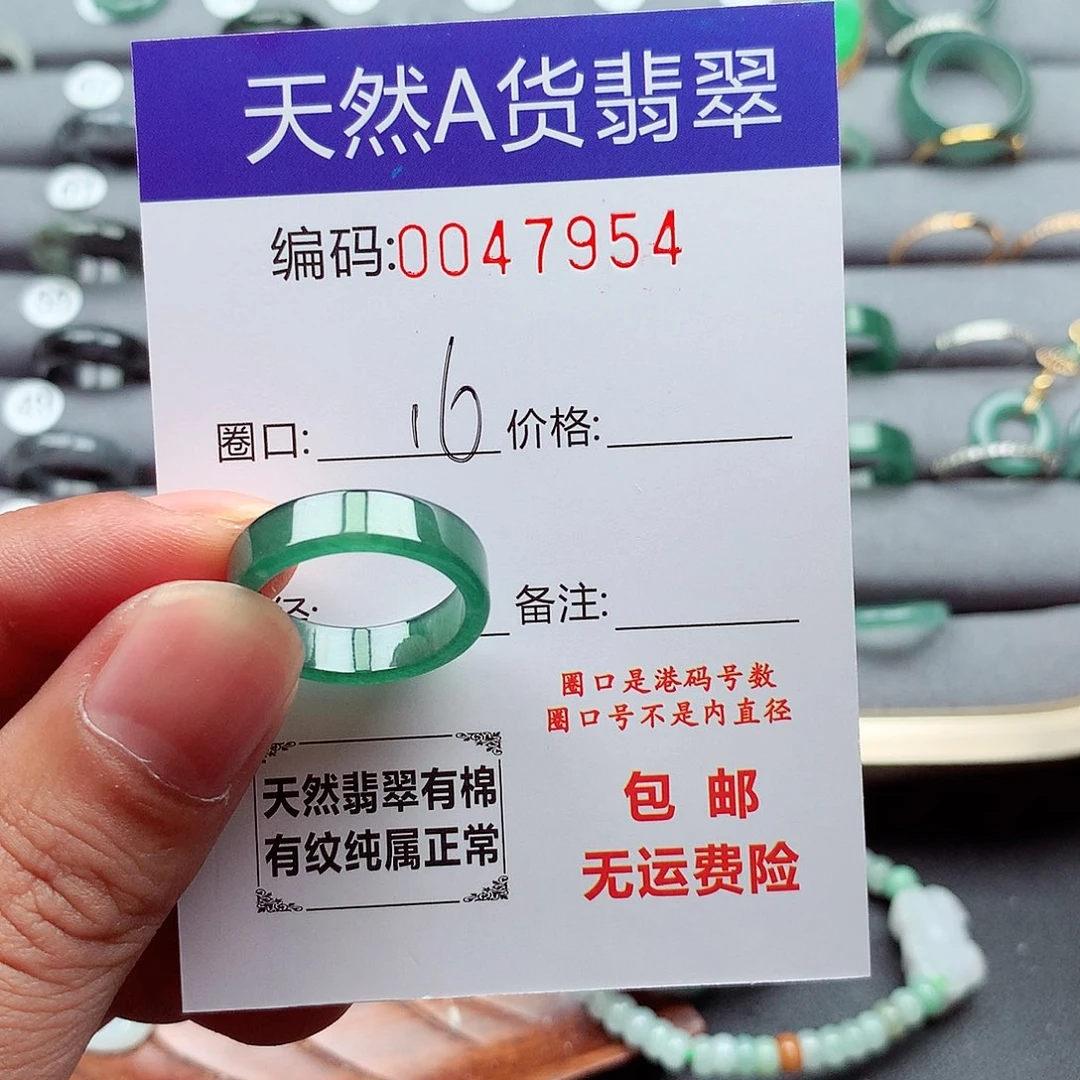 天然A货翡翠
编码:0047954
圈口: 16 价格:
备注:
圈口是港码号数
圈口号不是内直径
天然翡翠有棉
有纹纯属正常
包邮
无运费险